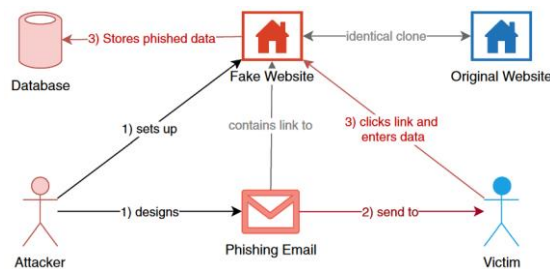 3) Stores phished data
identical clone
Database
Fake Website
Original Website
1) sets up
contains link to
3) clicks link and
enters data
1) designs
2) send to
Attacker
Phishing Email
Victim